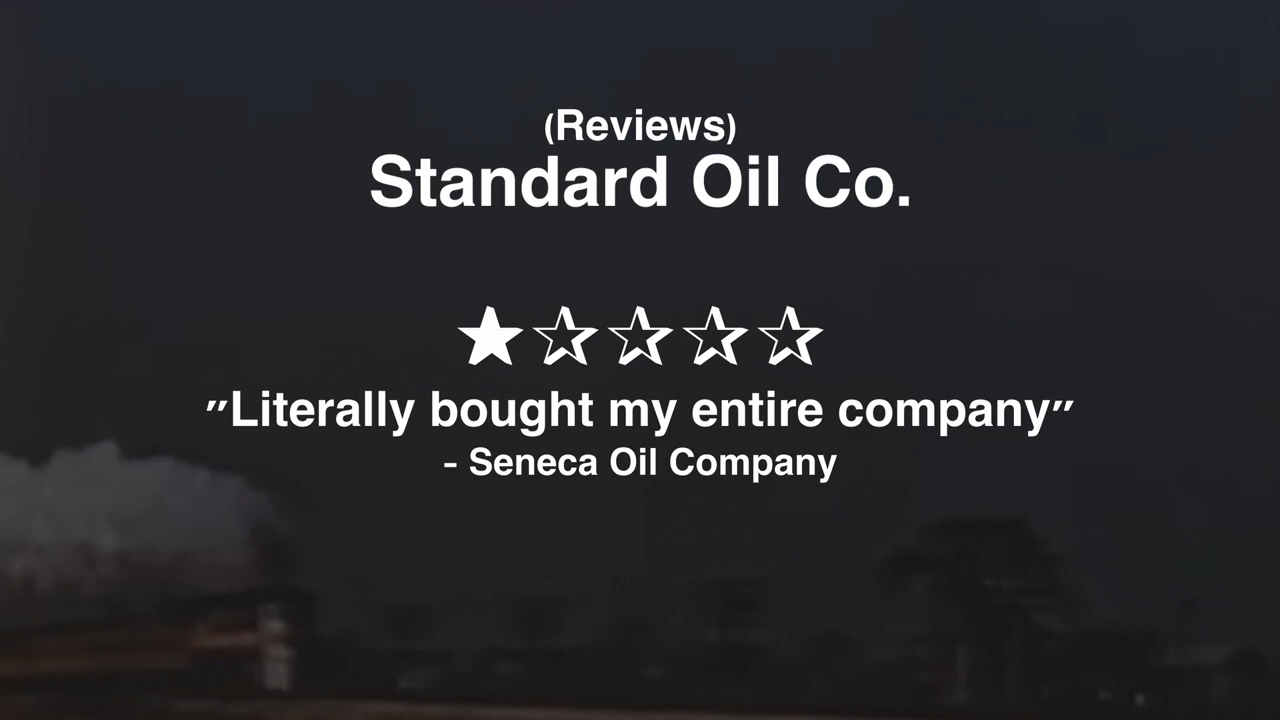 (Reviews)
Standard Oil Co.
"Literally bought my entire company"
- Seneca Oil Company